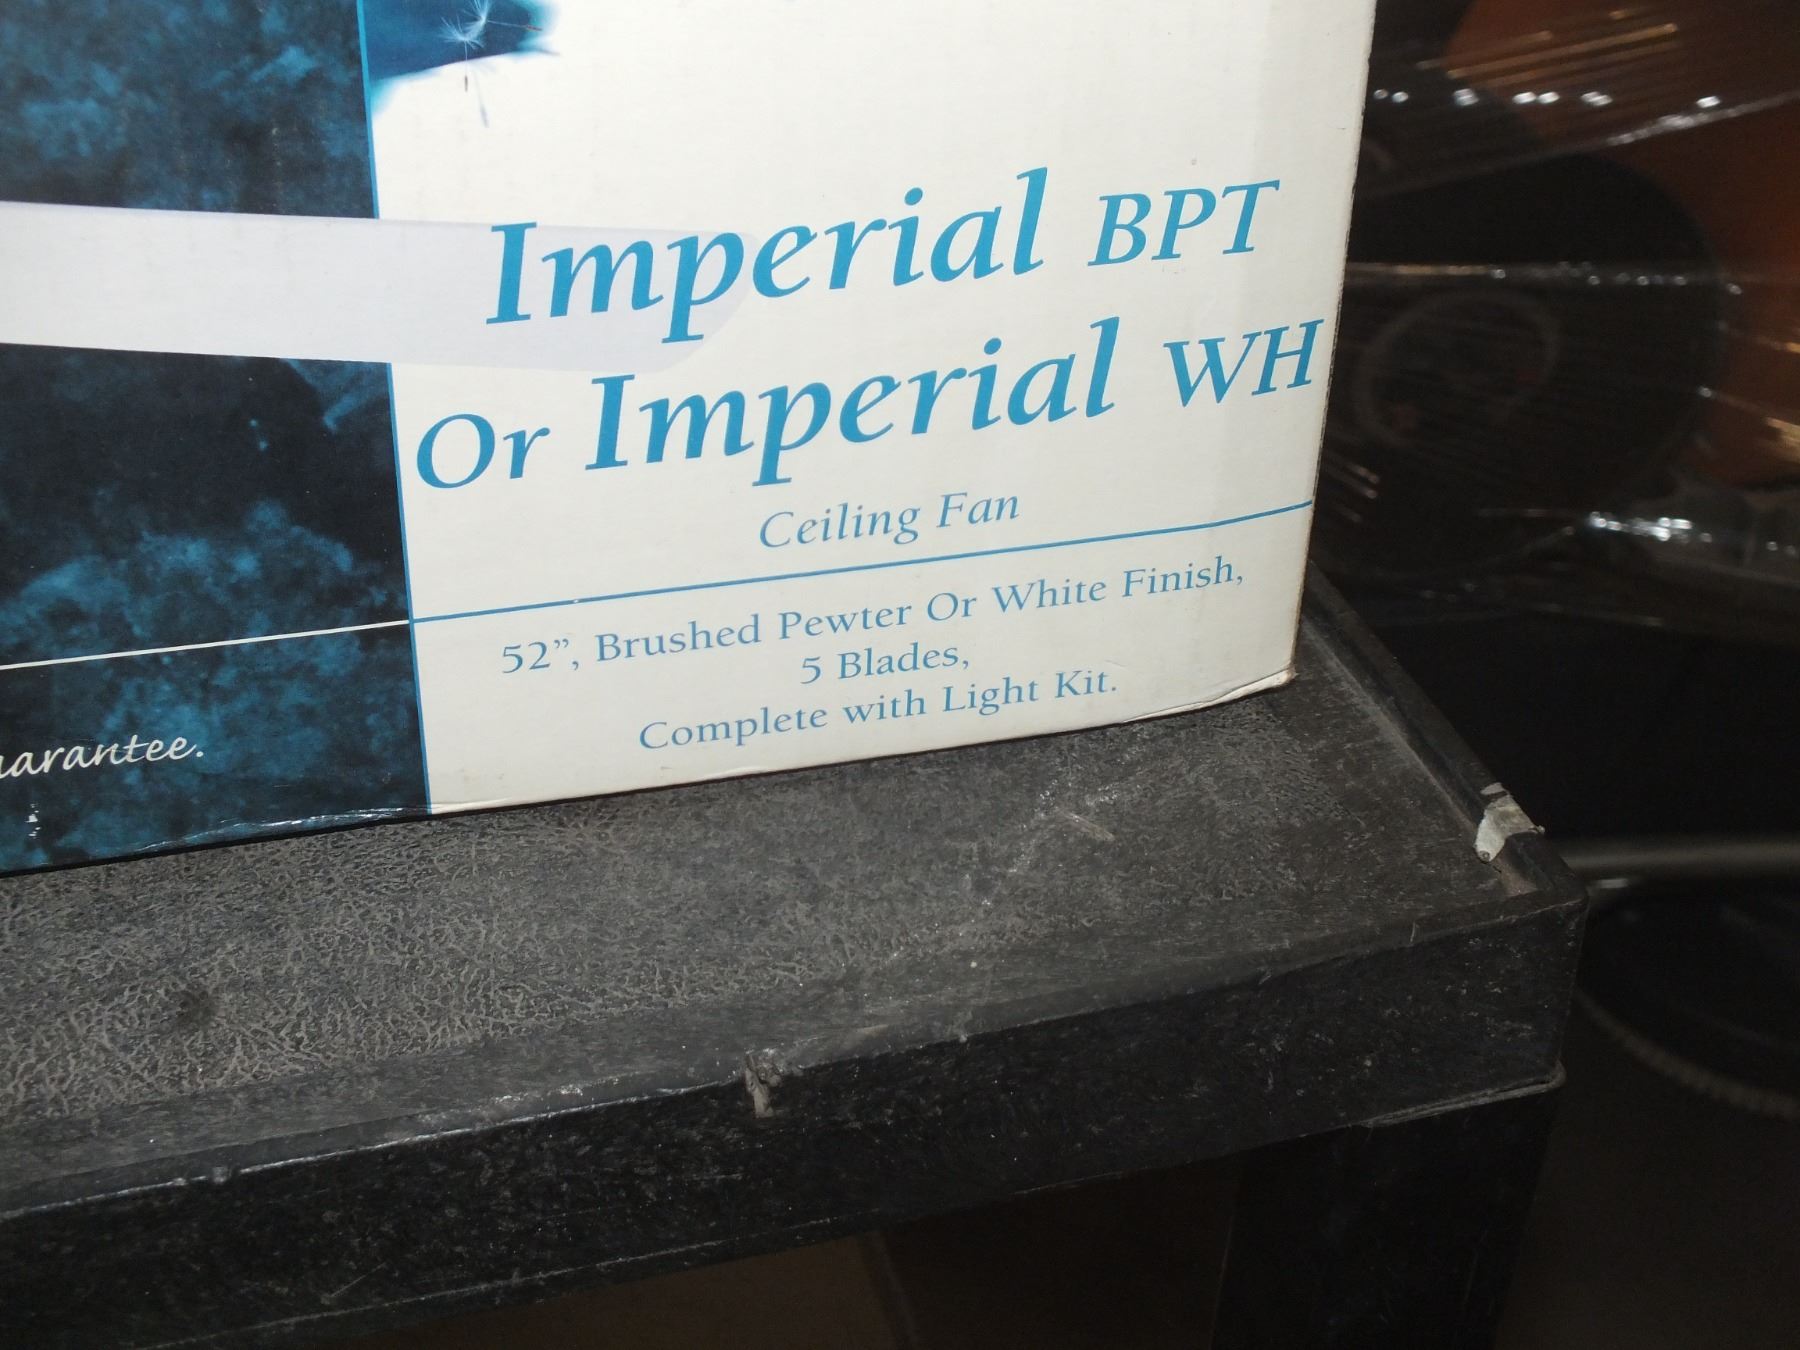 Imperial BPT
Or Imperial WH
Ceiling Fan
52”, Brushed Pewter Or White Finish,
5 Blades,
Complete with Light Kit.